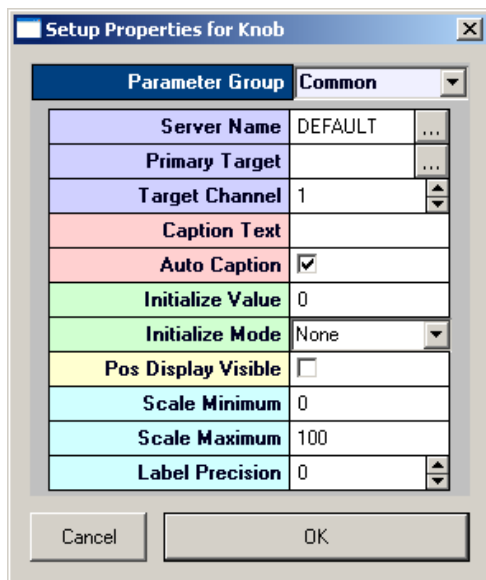 Setup Properties for Knob
Parameter Group Common
Server Name DEFAULT ...
Primary Target ...
Target Channel 1
Caption Text
Auto Caption
Initialize Value 0
Initialize Mode None
Pos Display Visible
Scale Minimum 0
Scale Maximum 100
Label Precision 0
Cancel OK